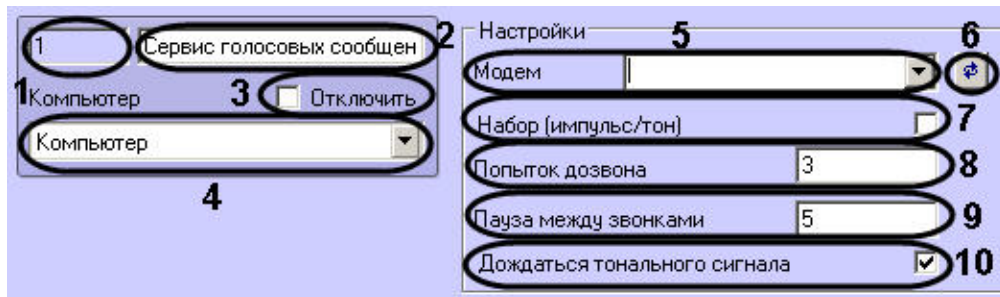 1 Сервис голосовых сообщен 2
1 Компьютер 3 Отключить
Компьютер
4
Настройки 5 6
Модем
Набор (импульс/тон) 7
Попыток дозвона 3 8
Пауза между звонками 5 9
Дождаться тонального сигнала 10